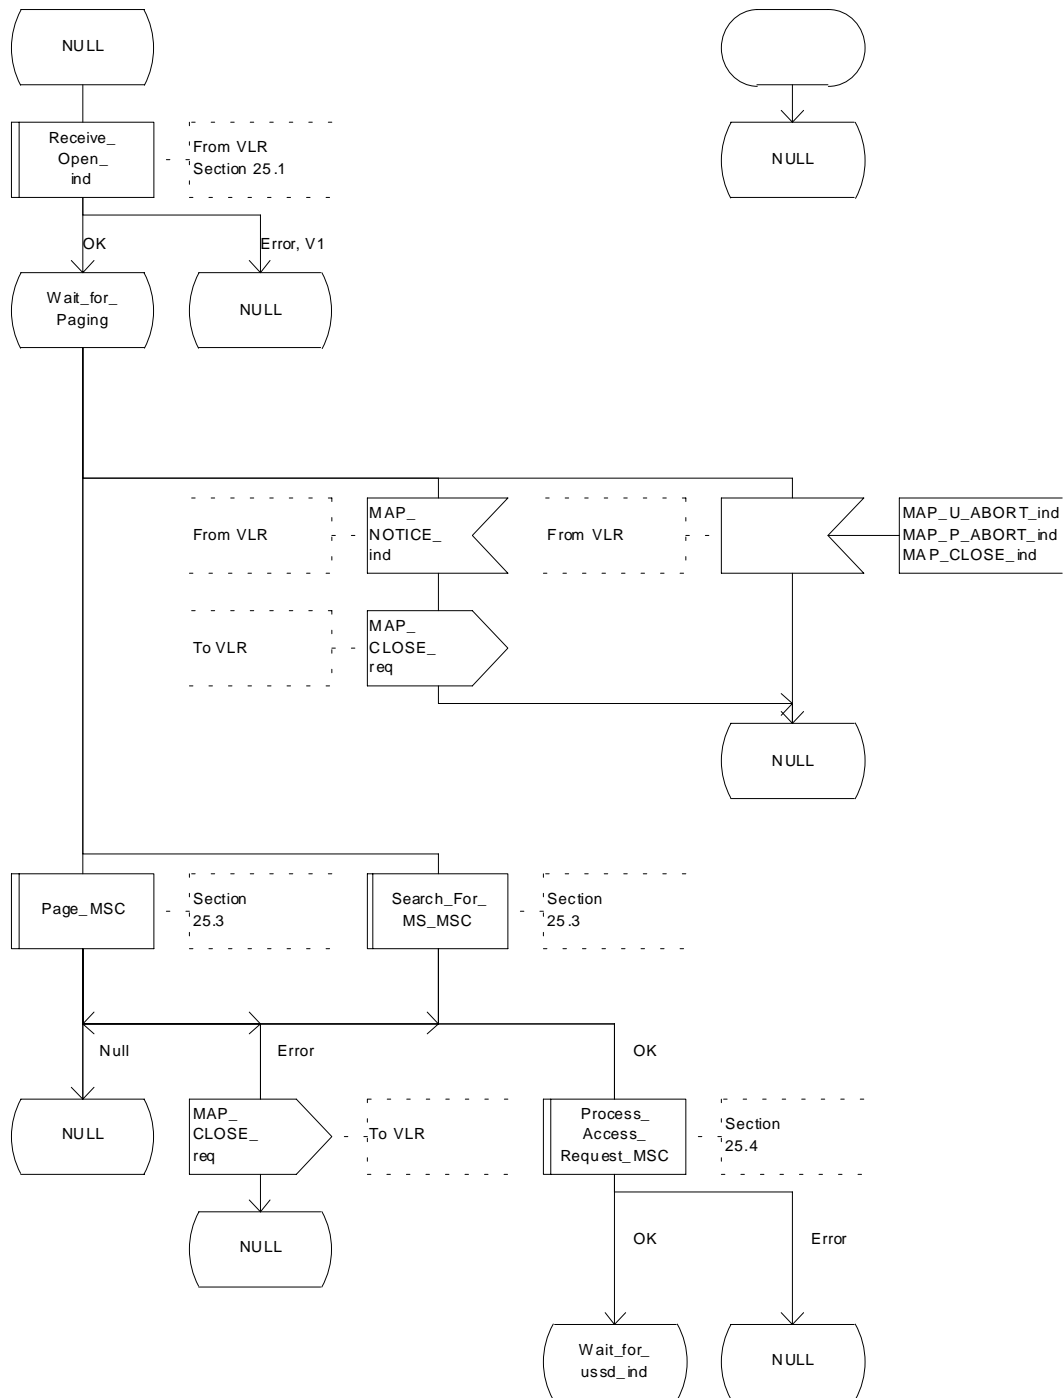 NULL
Receive_
Open_
ind
From VLR
Section 25.1
NULL
OK
Error, V1
Wait_for_
Paging
NULL
From VLR
MAP_
NOTICE_
ind
From VLR
MAP_U_ABORT_ind
MAP_P_ABORT_ind
MAP_CLOSE_ind
To VLR
MAP_
CLOSE_
req
NULL
Page_MSC
Section
25.3
Search_For_
MS_MSC
Section
25.3
Null
Error
OK
NULL
MAP_
CLOSE_
req
To VLR
Process_
Access_
Request_MSC
Section
25.4
NULL
OK
Error
Wait_for_
ussd_ind
NULL